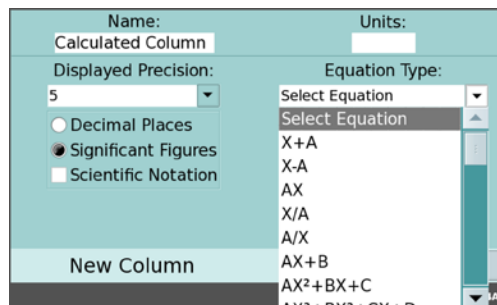 Name:
Calculated Column
Units:
Displayed Precision:
5
Decimal Places
Significant Figures
Scientific Notation
Equation Type:
Select Equation
Select Equation
X+A
X-A
AX
X/A
A/X
AX+B
AX²+BX+C
New Column